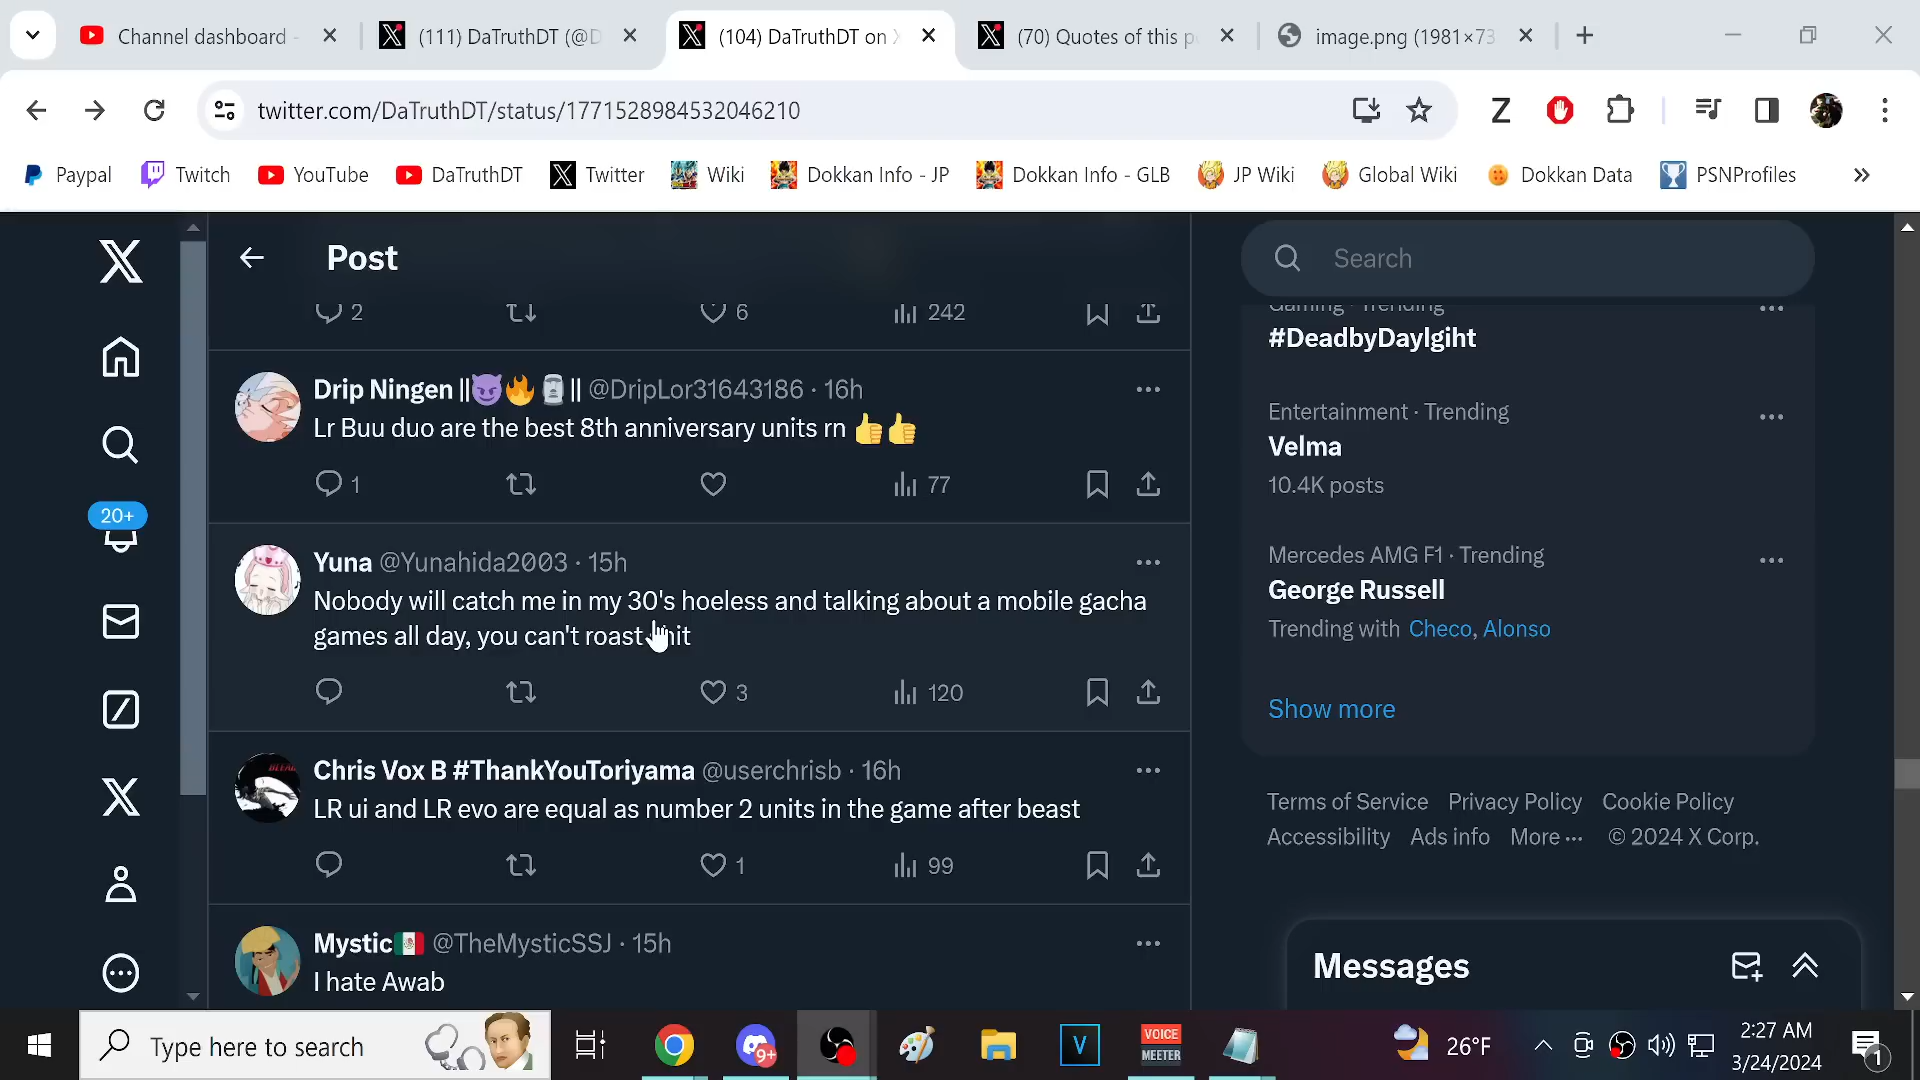 Channel dashboard -
(111) DaTruthDT (@D
(104) DaTruthDT on X
(70) Quotes of this p
image.png (1981×73
twitter.com/DaTruthDT/status/1771528984532046210
Paypal
Twitch
YouTube
DaTruthDT
Twitter
Wiki
Dokkan Info - JP
Dokkan Info - GLB
JP Wiki
Global Wiki
Dokkan Data
PSNProfiles
Post
2
6
242
Drip Ningen ||😈🔥🗿|| @DripLor31643186 · 16h
Lr Buu duo are the best 8th anniversary units rn 👍👍
1
77
Yuna @Yunahida2003 · 15h
Nobody will catch me in my 30's hoeless and talking about a mobile gacha
games all day, you can't roast
3
120
Chris Vox B #ThankYouToriyama @userchrisb · 16h
LR ui and LR evo are equal as number 2 units in the game after beast
1
99
Mystic🇲🇽 @TheMysticSSJ · 15h
I hate Awab
20+
Search
Gaming · Trending
#DeadbyDaylgiht
Entertainment · Trending
Velma
10.4K posts
Mercedes AMG F1 · Trending
George Russell
Trending with Checo, Alonso
Show more
Terms of Service Privacy Policy Cookie Policy
Accessibility Ads info More ··· © 2024 X Corp.
Messages
Type here to search
9+
V
VOICE
MEETER
26°F
2:27 AM
3/24/2024
1